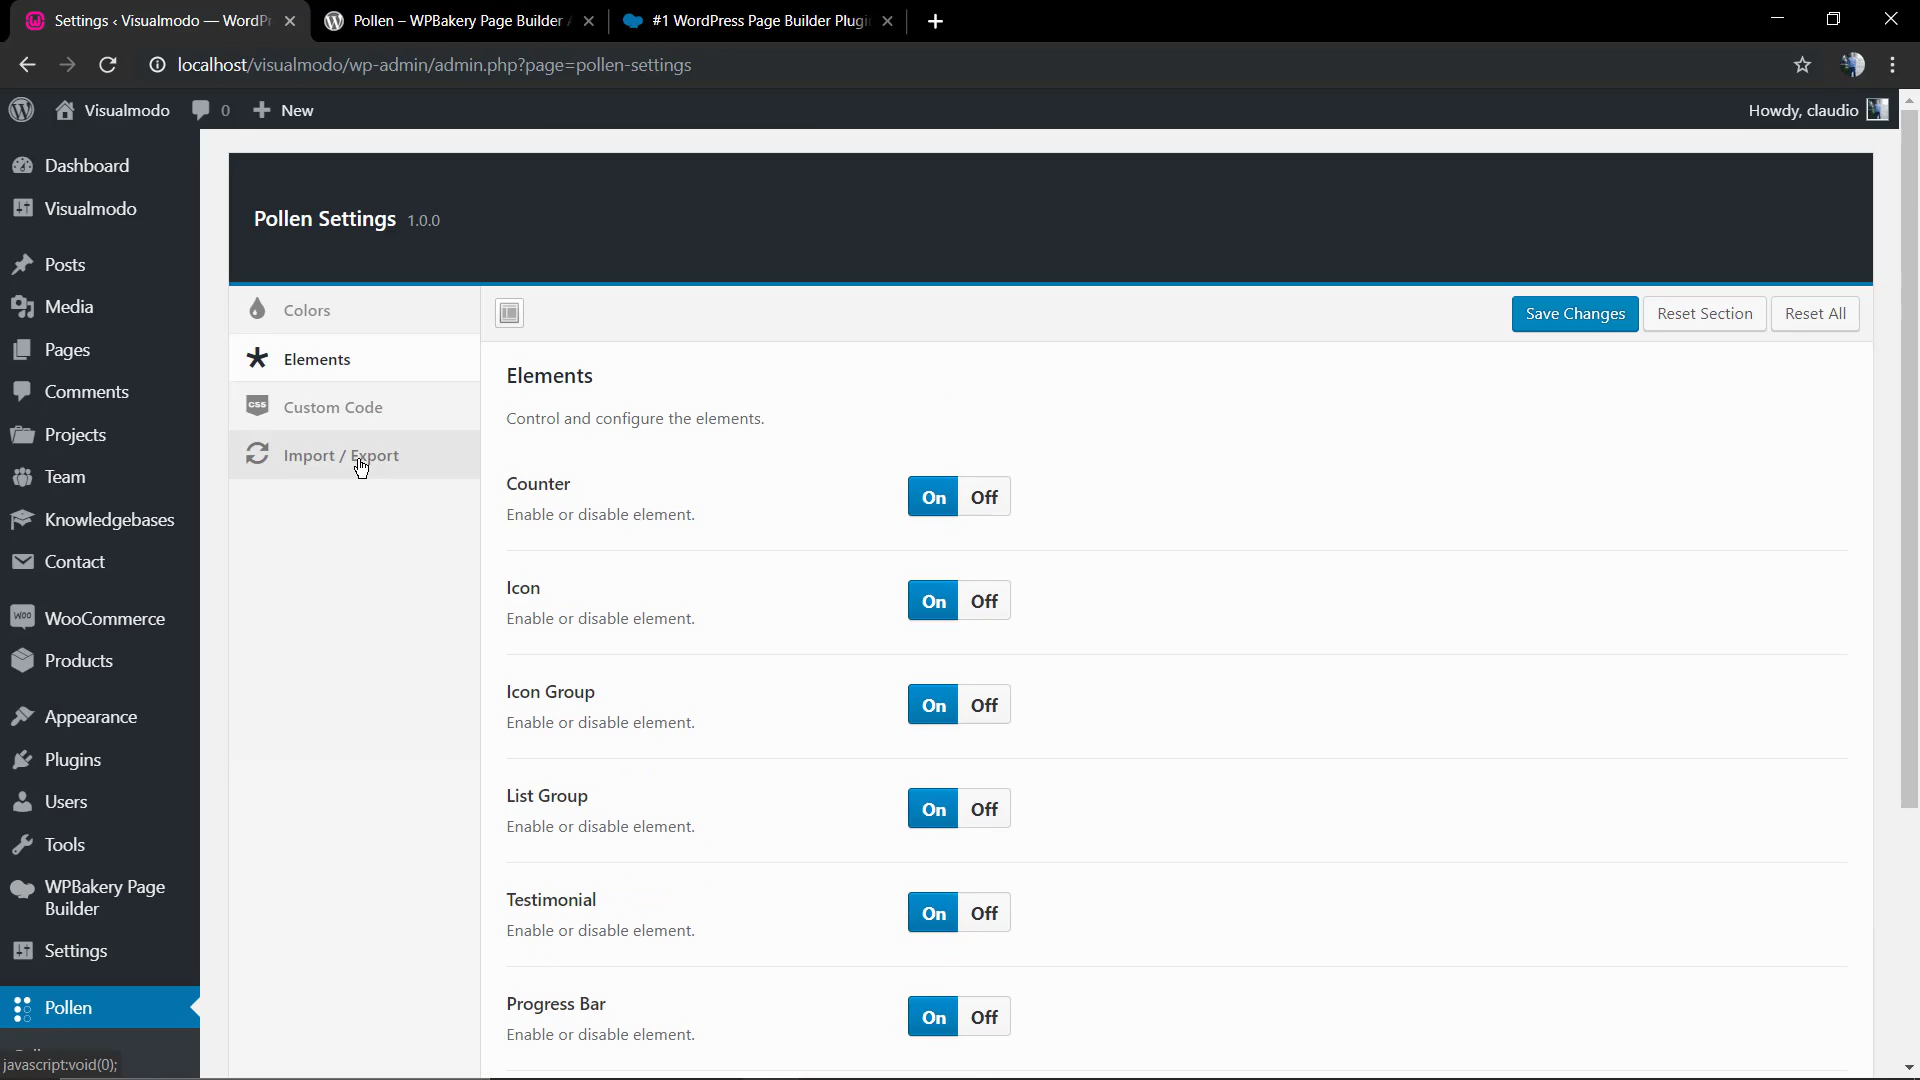 Settings ‹ Visualmodo — WordPr
Pollen – WPBakery Page Builder
#1 WordPress Page Builder Plugi
localhost/visualmodo/wp-admin/admin.php?page=pollen-settings
Visualmodo
0
New
Howdy, claudio
Dashboard
Visualmodo
Posts
Media
Pages
Comments
Projects
Team
Knowledgebases
Contact
WooCommerce
Products
Appearance
Plugins
Users
Tools
WPBakery Page
Builder
Settings
Pollen
javascript:void(0);
Pollen Settings 1.0.0
Colors
Elements
css
Custom Code
Import / Export
Save Changes
Reset Section
Reset All
Elements
Control and configure the elements.
Counter
Enable or disable element.
On Off
Icon
Enable or disable element.
On Off
Icon Group
Enable or disable element.
On Off
List Group
Enable or disable element.
On Off
Testimonial
Enable or disable element.
On Off
Progress Bar
Enable or disable element.
On Off